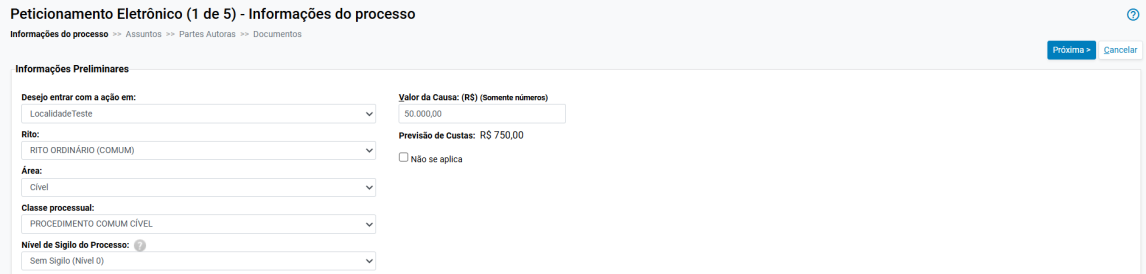 Peticionamento Eletrônico (1 de 5) - Informações do processo
?
Informações do processo >> Assuntos >> Partes Autoras >> Documentos
Próxima > Cancelar
Informações Preliminares
Desejo entrar com a ação em:
LocalidadeTeste
Rito:
RITO ORDINÁRIO (COMUM)
Área:
Cível
Classe processual:
PROCEDIMENTO COMUM CÍVEL
Nível de Sigilo do Processo: ?
Sem Sigilo (Nível 0)
Valor da Causa: (R$) (Somente números)
50.000,00
Previsão de Custas: R$ 750,00
Não se aplica